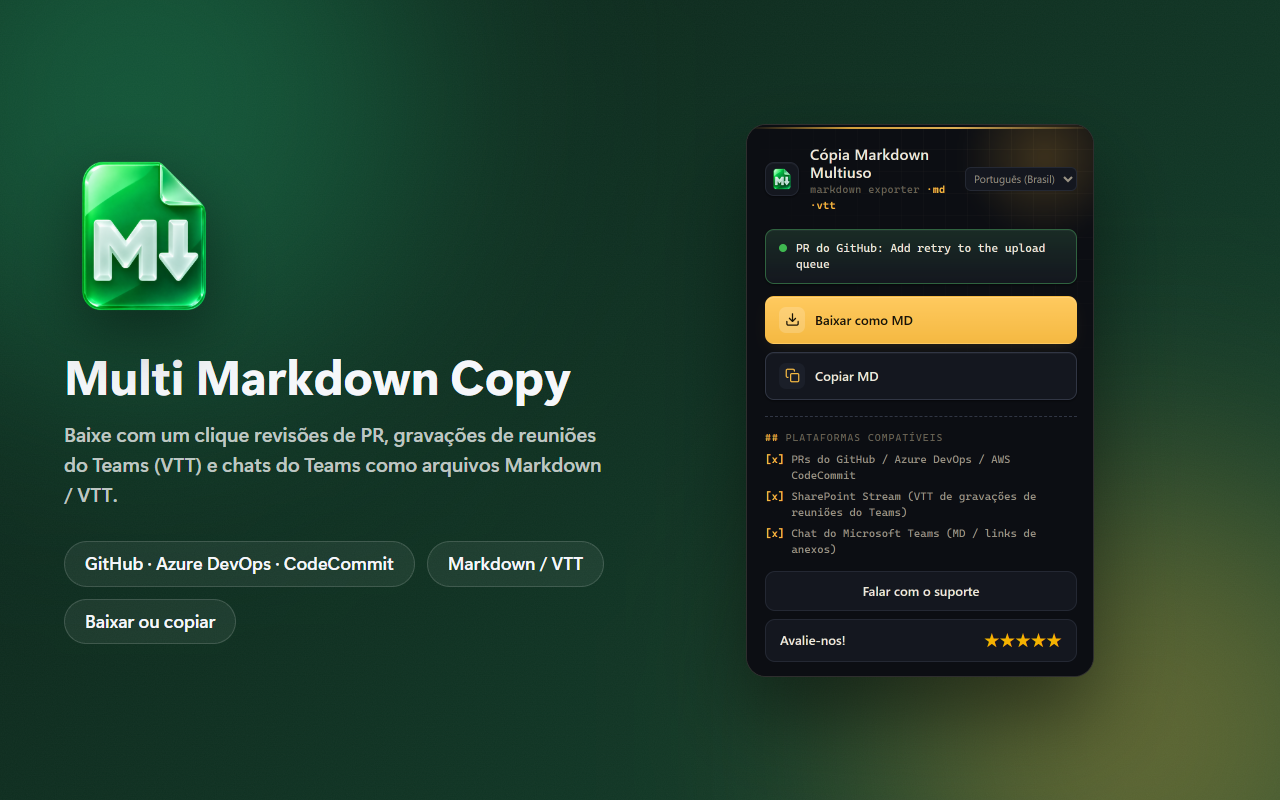 M↓
Multi Markdown Copy
Baixe com um clique revisões de PR, gravações de reuniões
do Teams (VTT) e chats do Teams como arquivos Markdown
/ VTT.
GitHub · Azure DevOps · CodeCommit
Markdown / VTT
Baixar ou copiar
M↓
Cópia Markdown
Multiuso
markdown exporter ·md
·vtt
Português (Brasil)
PR do GitHub: Add retry to the upload
queue
Baixar como MD
Copiar MD
## PLATAFORMAS COMPATÍVEIS
[x] PRs do GitHub / Azure DevOps / AWS
CodeCommit
[x] SharePoint Stream (VTT de gravações de
reuniões do Teams)
[x] Chat do Microsoft Teams (MD / links de
anexos)
Falar com o suporte
Avalie-nos! ★★★★★